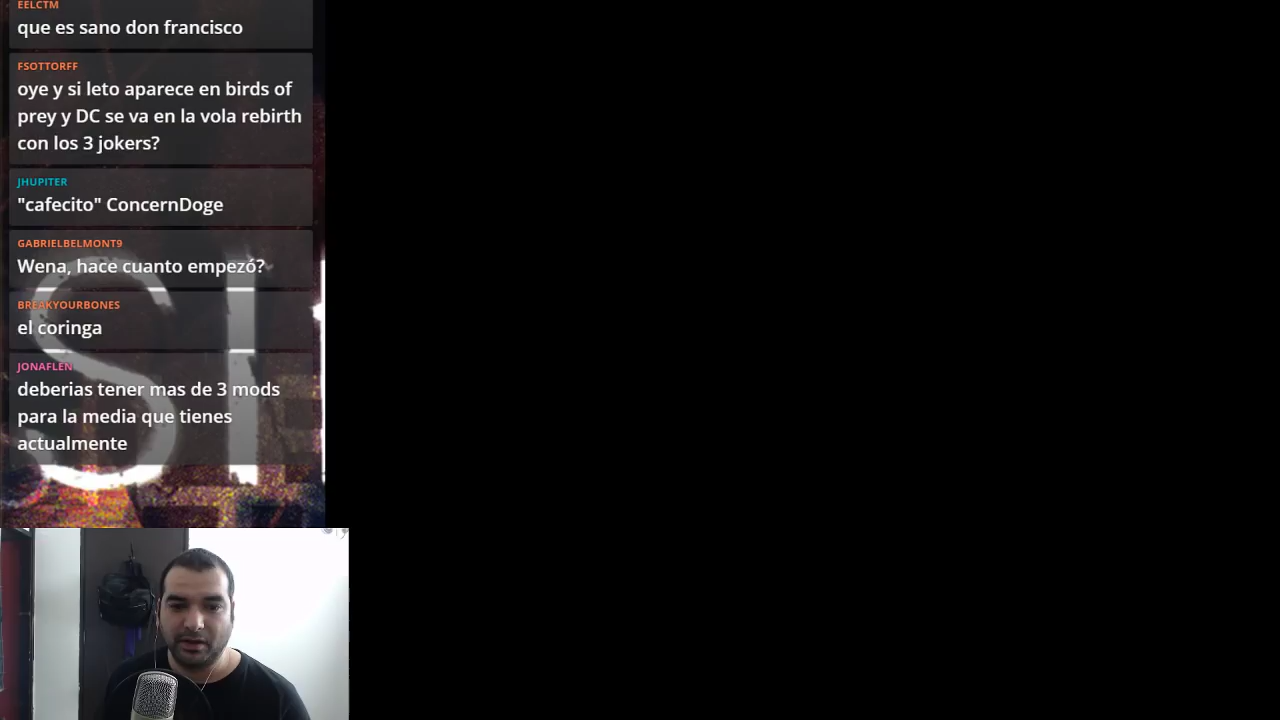 EELCTM
que es sano don francisco
FSOTTORFF
oye y si leto aparece en birds of
prey y DC se va en la vola rebirth
con los 3 jokers?
JHUPITER
"cafecito" ConcernDoge
GABRIELBELMONT9
Wena, hace cuanto empezó?
BREAKYOURBONES
el coringa
JONAFLEN
deberias tener mas de 3 mods
para la media que tienes
actualmente